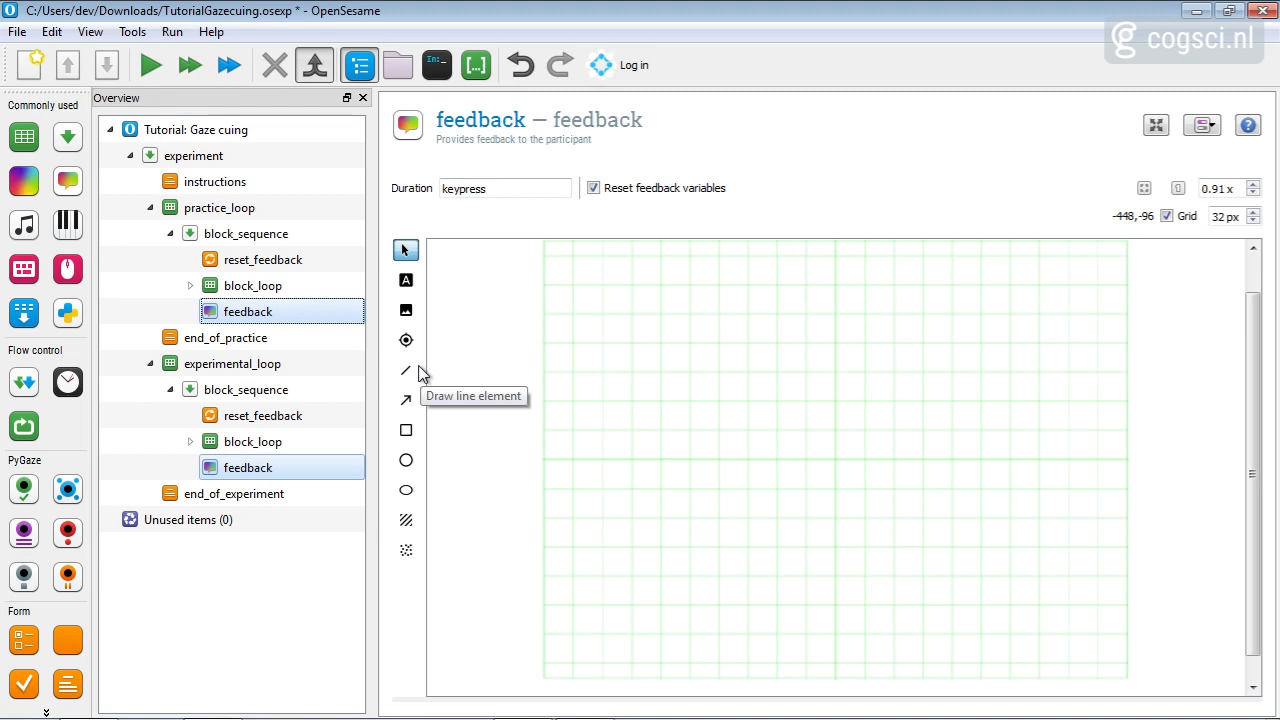 C:/Users/dev/Downloads/TutorialGazecuing.osexp * - OpenSesame
File Edit View Tools Run Help
cogsci.nl
In:_
[...]
Log in
Commonly used
Overview
Tutorial: Gaze cuing
experiment
instructions
practice_loop
block_sequence
reset_feedback
block_loop
feedback
end_of_practice
experimental_loop
block_sequence
reset_feedback
block_loop
feedback
end_of_experiment
Unused items (0)
Flow control
PyGaze
Form
feedback — feedback
Provides feedback to the participant
Duration keypress Reset feedback variables
0.91 x
-448,-96 Grid 32 px
A
Draw line element